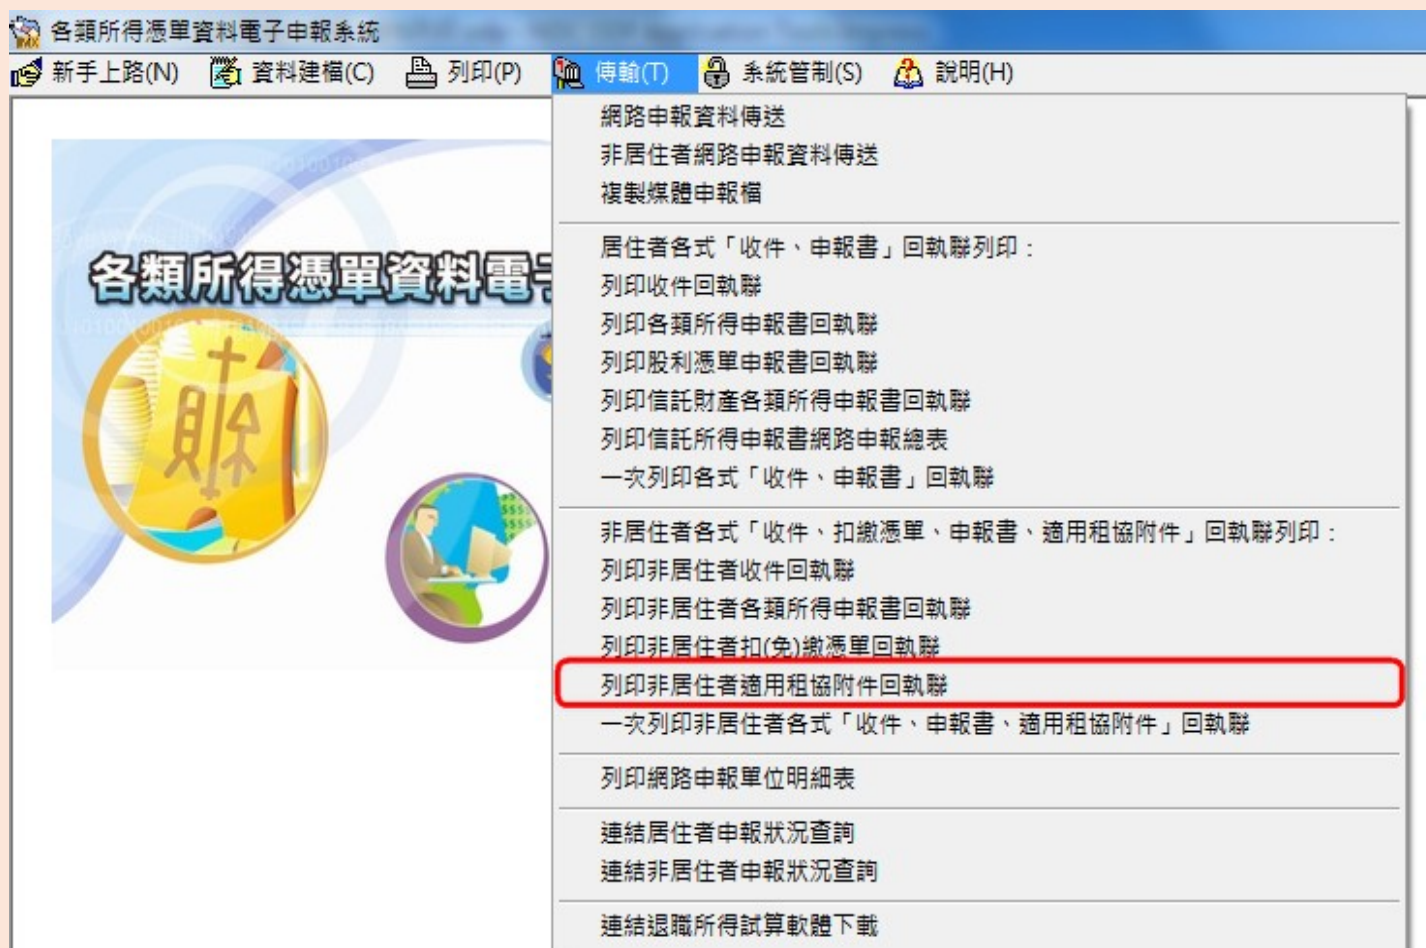 各類所得憑單資料電子申報系統
新手上路(N) 資料建檔(C) 列印(P) 傳輸(T) 系統管制(S) 說明(H)
網路申報資料傳送
非居住者網路申報資料傳送
複製媒體申報檔
居住者各式「收件、申報書」回執聯列印：
列印收件回執聯
列印各類所得申報書回執聯
列印股利憑單申報書回執聯
列印信託財產各類所得申報書回執聯
列印信託所得申報書網路申報總表
一次列印各式「收件、申報書」回執聯
非居住者各式「收件、扣繳憑單、申報書、適用租協附件」回執聯列印：
列印非居住者收件回執聯
列印非居住者各類所得申報書回執聯
列印非居住者扣(免)繳憑單回執聯
列印非居住者適用租協附件回執聯
一次列印非居住者各式「收件、申報書、適用租協附件」回執聯
列印網路申報單位明細表
連結居住者申報狀況查詢
連結非居住者申報狀況查詢
連結退職所得試算軟體下載
各類所得憑單資料電